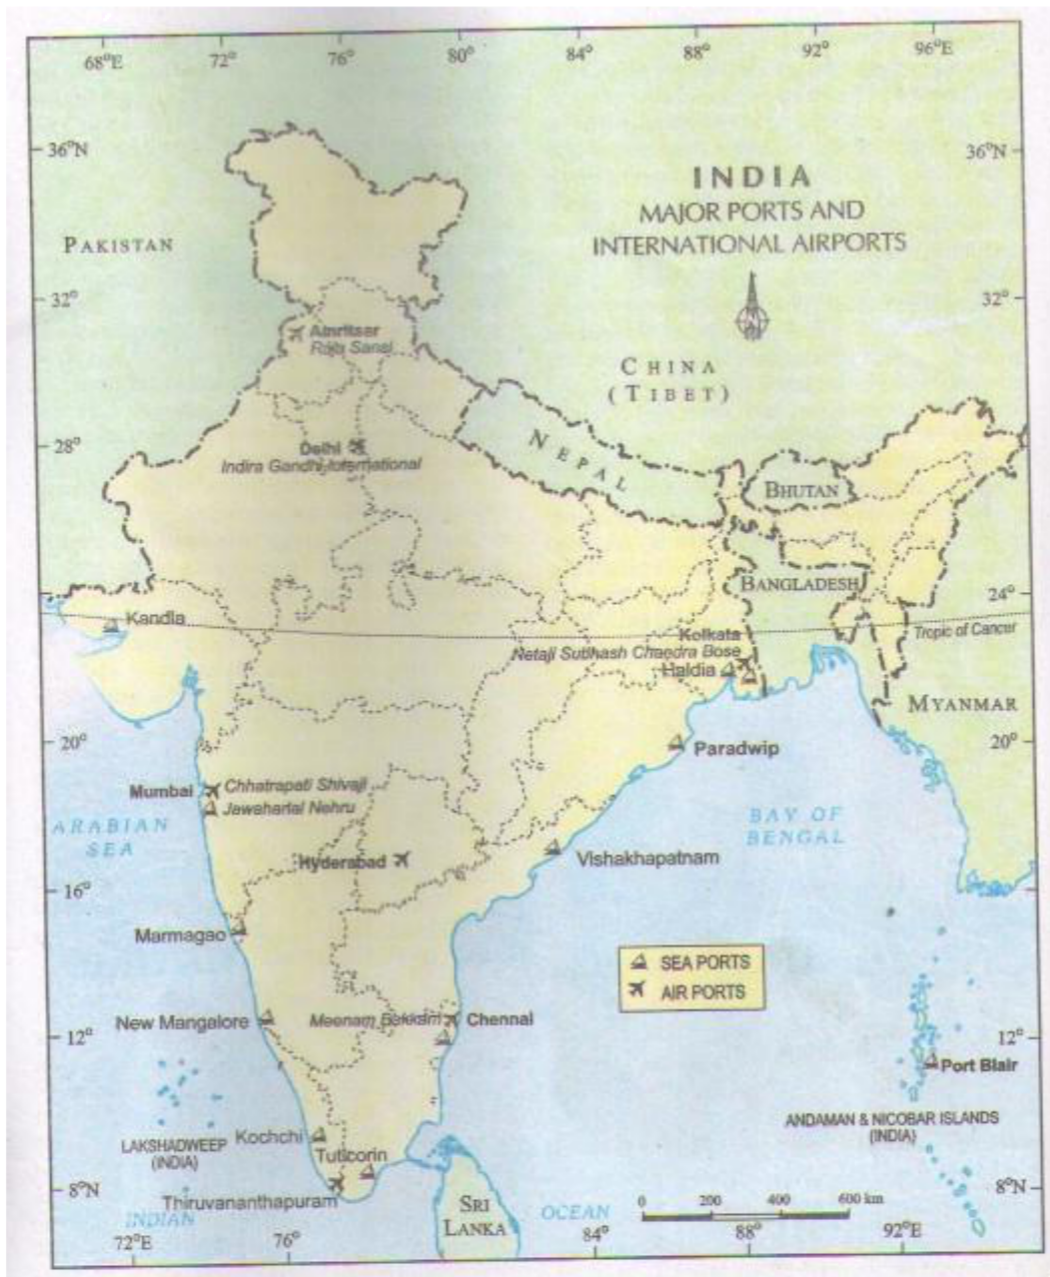 68°E 72° 76° 80° 84° 88° 92° 96°E
36°N 36°N
INDIA
MAJOR PORTS AND
INTERNATIONAL AIRPORTS
PAKISTAN
32° 32°
Amritsar
Raja Sansi
CHINA
(TIBET)
NEPAL
28°
Delhi
Indira Gandhi International
BHUTAN
BANGLADESH
24°
Kandla
Kolkata
Tropic of Cancer
Netaji Subhash Chandra Bose
Haldia
MYANMAR
20° 20°
Paradwip
Mumbai Chhatrapati Shivaji
Jawaharlal Nehru
ARABIAN
SEA
BAY OF
BENGAL
Hyderabad
Vishakhapatnam
16° 16°
Marmagao
SEA PORTS
AIR PORTS
New Mangalore
Meenam Bakkam Chennai
12° 12°
Port Blair
LAKSHADWEEP
(INDIA)
Kochchi
ANDAMAN & NICOBAR ISLANDS
(INDIA)
Tuticorin
8°N 8°N
Thiruvananthapuram
SRI
LANKA
0 200 400 600 km
INDIAN OCEAN
72°E 76° 84° 88° 92°E